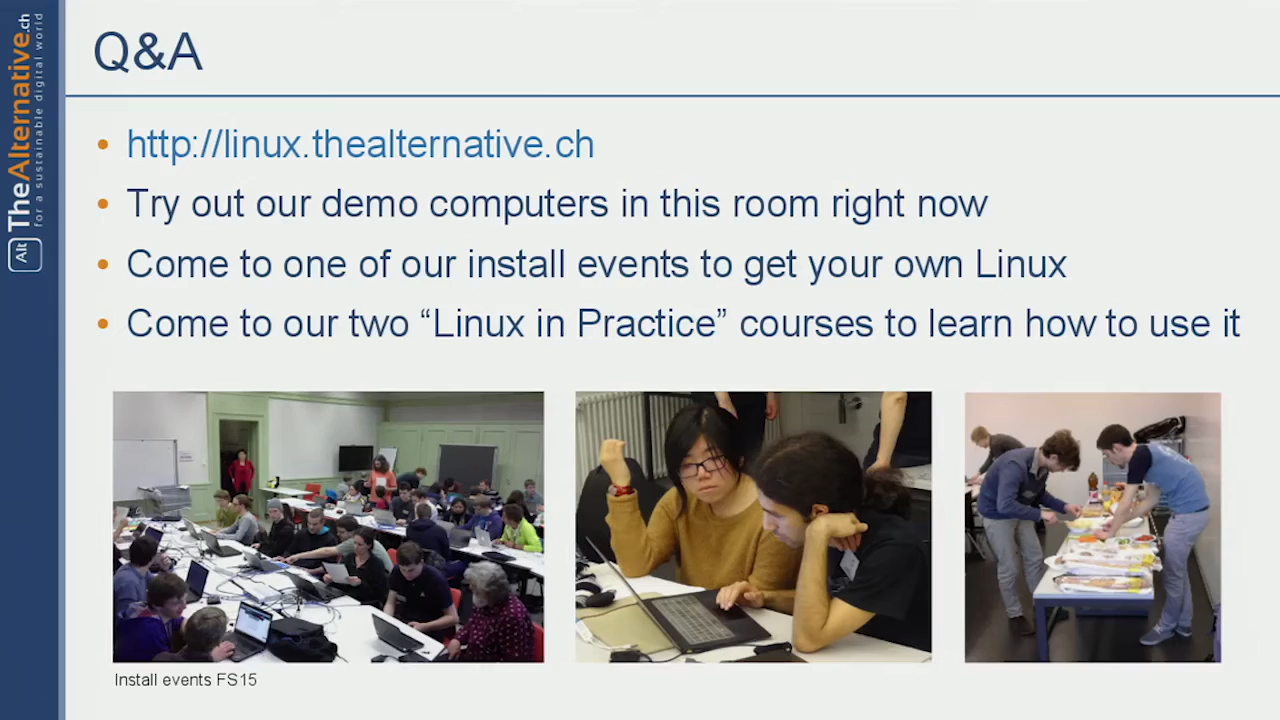 Q&A
http://linux.thealternative.ch
Try out our demo computers in this room right now
Come to one of our install events to get your own Linux
Come to our two “Linux in Practice” courses to learn how to use it
Install events FS15
Alt TheAlternative.ch
for a sustainable digital world